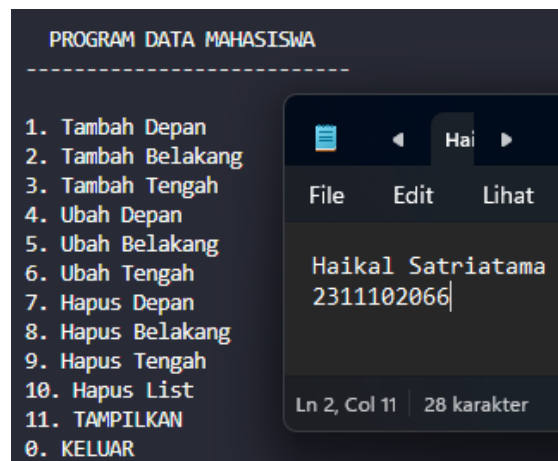 PROGRAM DATA MAHASISWA
---------------------------
1. Tambah Depan
2. Tambah Belakang
3. Tambah Tengah
4. Ubah Depan
5. Ubah Belakang
6. Ubah Tengah
7. Hapus Depan
8. Hapus Belakang
9. Hapus Tengah
10. Hapus List
11. TAMPILKAN
0. KELUAR
Hai
File Edit Lihat
Haikal Satriatama
2311102066
Ln 2, Col 11 28 karakter